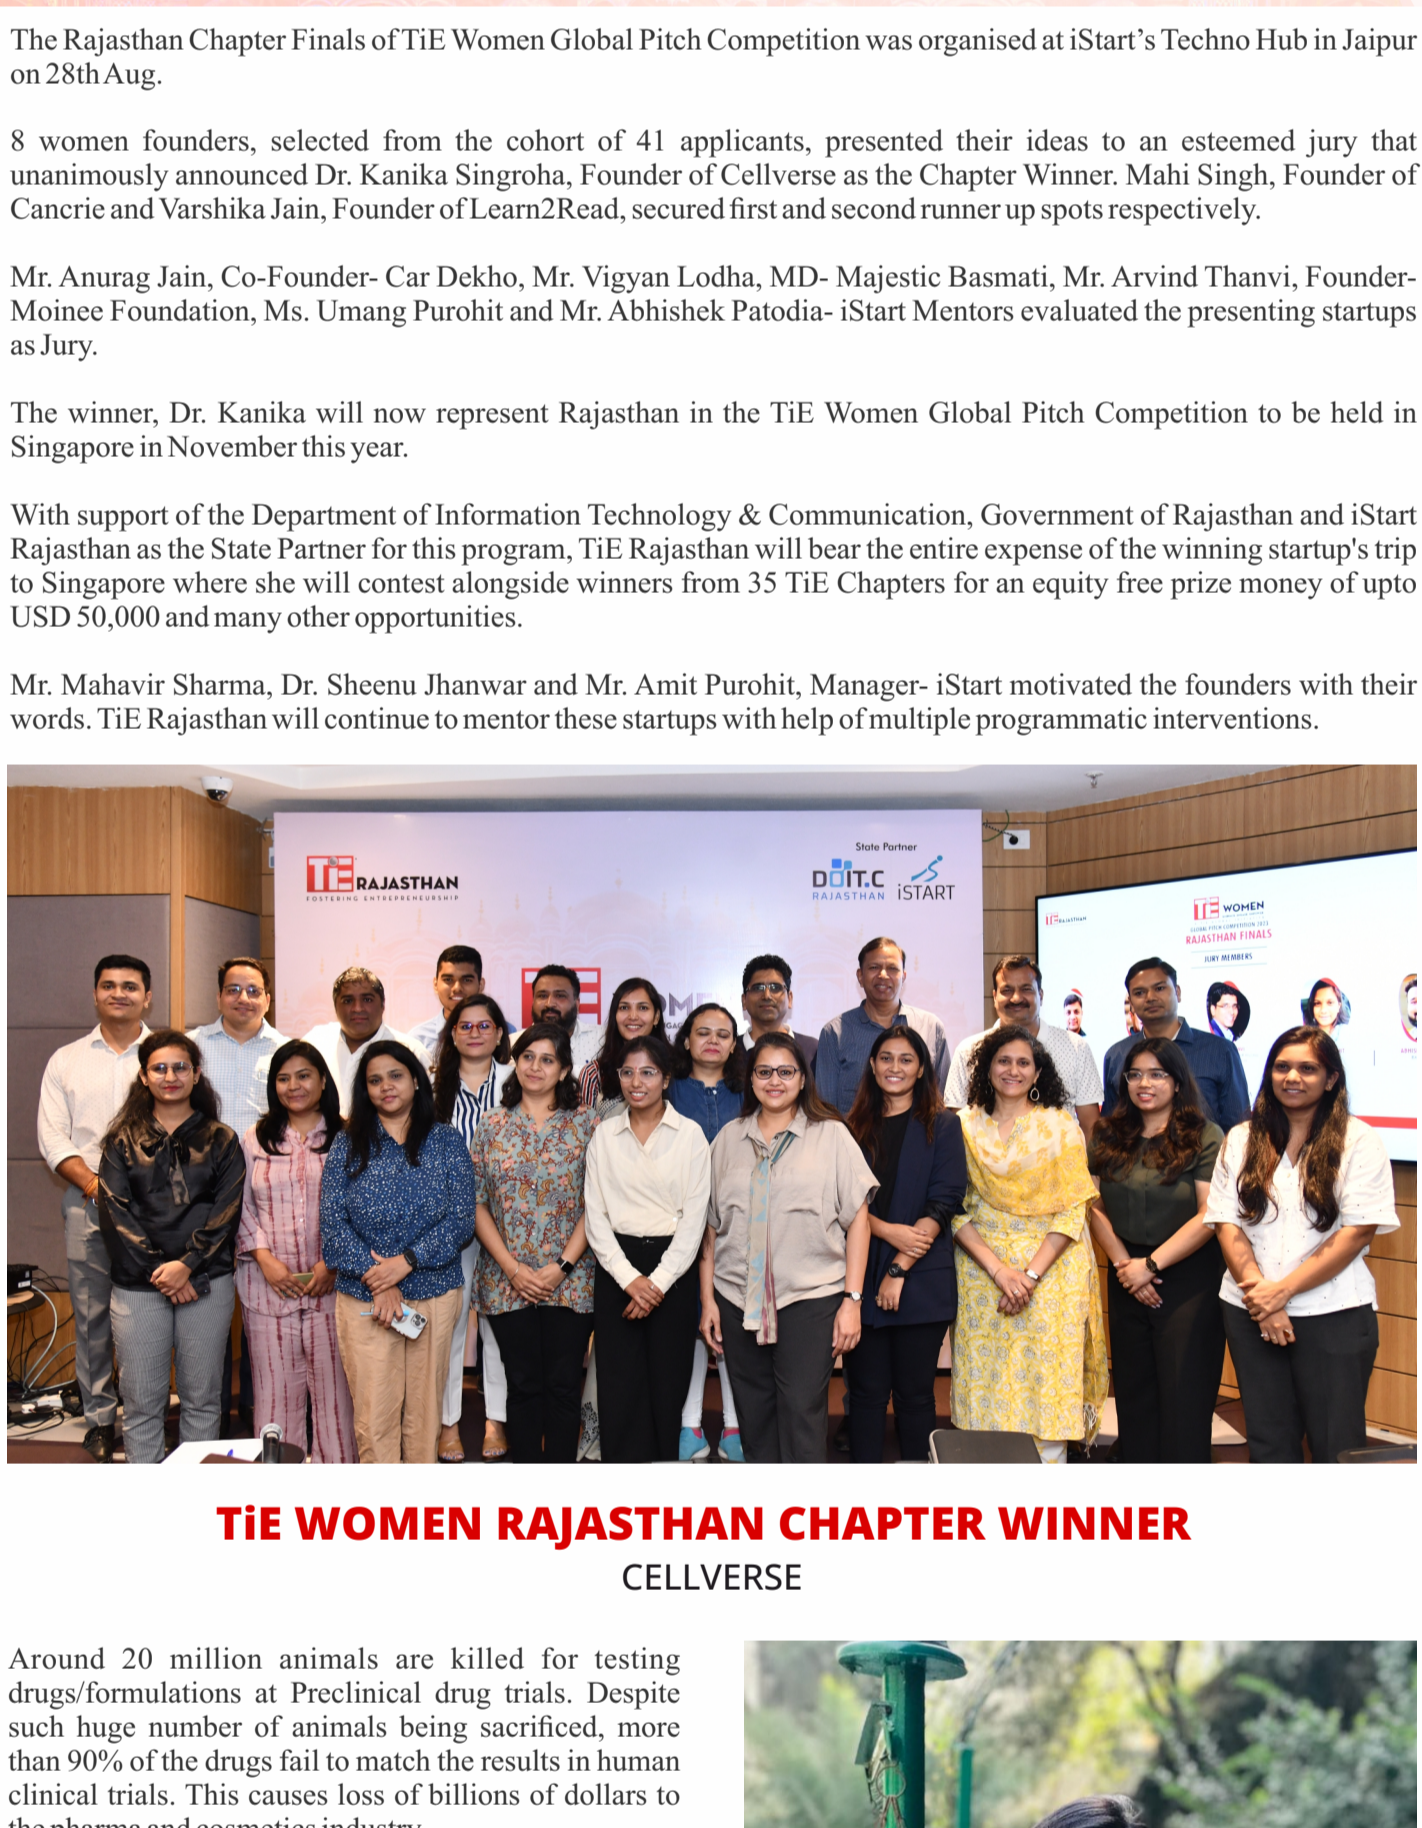 The Rajasthan Chapter Finals of TiE Women Global Pitch Competition was organised at iStart’s Techno Hub in Jaipur
on 28th Aug.
8 women founders, selected from the cohort of 41 applicants, presented their ideas to an esteemed jury that
unanimously announced Dr. Kanika Singroha, Founder of Cellverse as the Chapter Winner. Mahi Singh, Founder of
Cancrie and Varshika Jain, Founder of Learn2Read, secured first and second runner up spots respectively.
Mr. Anurag Jain, Co-Founder- Car Dekho, Mr. Vigyan Lodha, MD- Majestic Basmati, Mr. Arvind Thanvi, Founder-
Moinee Foundation, Ms. Umang Purohit and Mr. Abhishek Patodia- iStart Mentors evaluated the presenting startups
as Jury.
The winner, Dr. Kanika will now represent Rajasthan in the TiE Women Global Pitch Competition to be held in
Singapore in November this year.
With support of the Department of Information Technology & Communication, Government of Rajasthan and iStart
Rajasthan as the State Partner for this program, TiE Rajasthan will bear the entire expense of the winning startup's trip
to Singapore where she will contest alongside winners from 35 TiE Chapters for an equity free prize money of upto
USD 50,000 and many other opportunities.
Mr. Mahavir Sharma, Dr. Sheenu Jhanwar and Mr. Amit Purohit, Manager- iStart motivated the founders with their
words. TiE Rajasthan will continue to mentor these startups with help of multiple programmatic interventions.
State Partner
TiE RAJASTHAN
FOSTERING ENTREPRENEURSHIP
DOIT.C
RAJASTHAN
iSTART
TiE RAJASTHAN
TiE WOMEN
GLOBAL PITCH COMPETITION 2023
RAJASTHAN FINALS
JURY MEMBERS
TiE WOMEN RAJASTHAN CHAPTER WINNER
CELLVERSE
Around 20 million animals are killed for testing
drugs/formulations at Preclinical drug trials. Despite
such huge number of animals being sacrificed, more
than 90% of the drugs fail to match the results in human
clinical trials. This causes loss of billions of dollars to
the pharma and cosmetics industry.